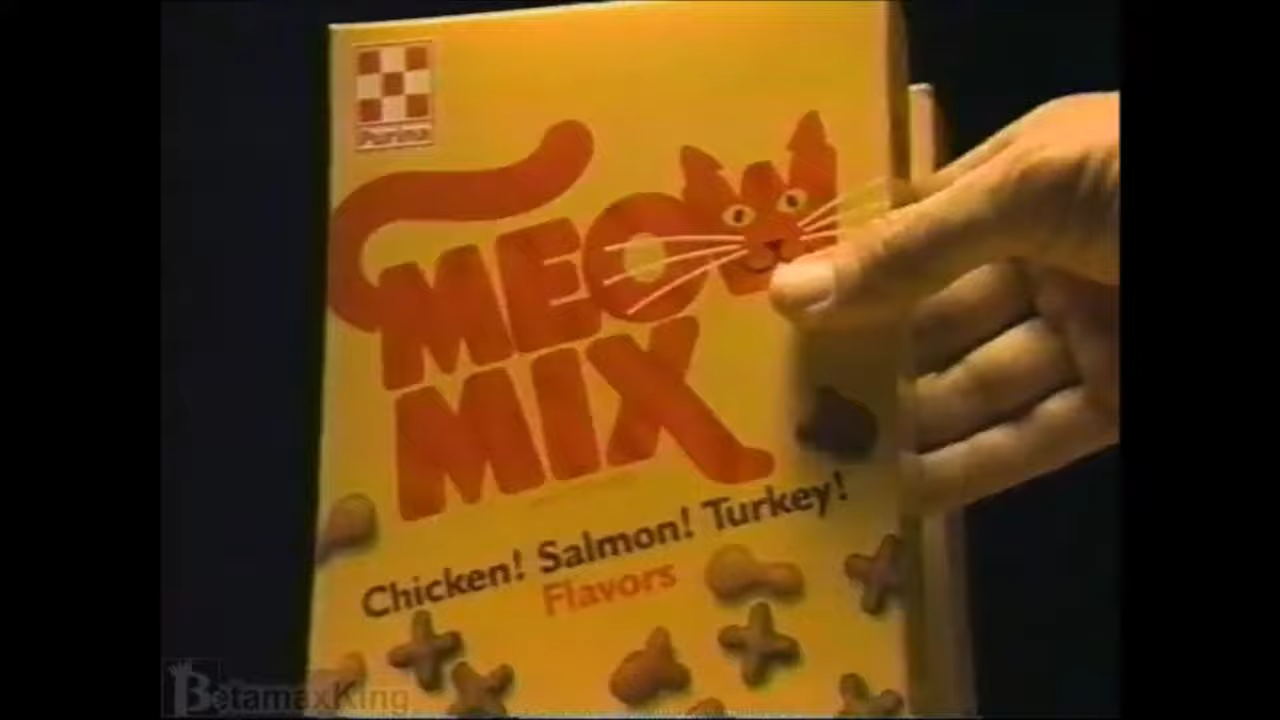 Purina
MEOW
MIX
Chicken! Salmon! Turkey!
Flavors
BetamaxKing